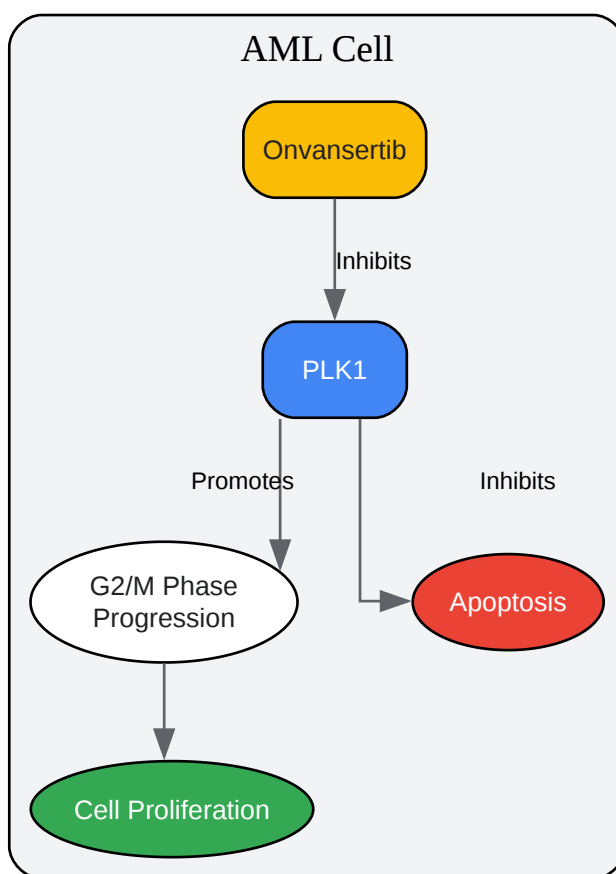 AML Cell
Onvansertib
Inhibits
PLK1
Promotes
Inhibits
G2/M Phase
Progression
Apoptosis
Cell Proliferation